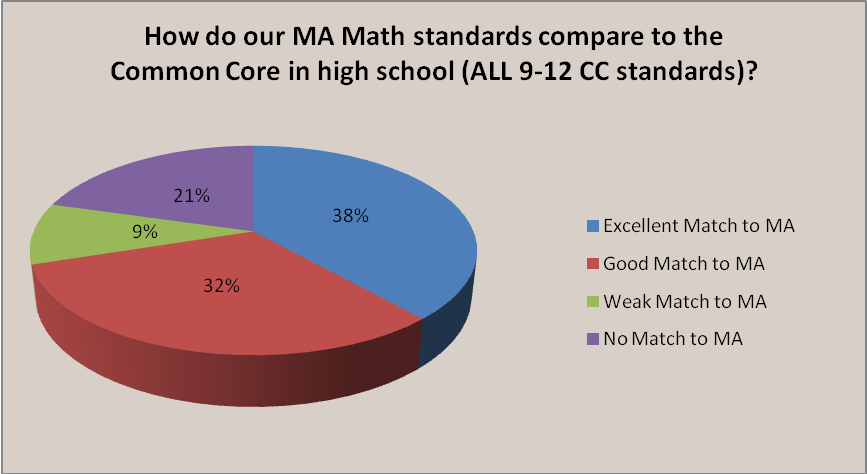 How do our MA Math standards compare to the
Common Core in high school (ALL 9-12 CC standards)?
21%
38%
9%
32%
Excellent Match to MA
Good Match to MA
Weak Match to MA
No Match to MA